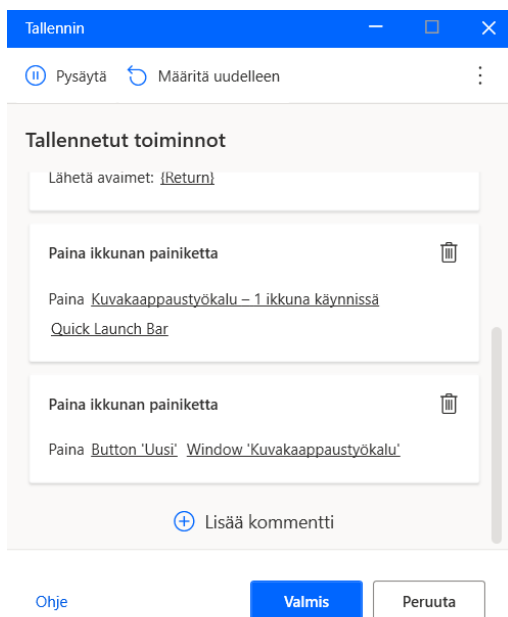 Tallennin
Pysäytä Määritä uudelleen
Tallennetut toiminnot
Lähetä avaimet: {Return}
Paina ikkunan painiketta
Paina Kuvakaappaustyökalu – 1 ikkuna käynnissä
Quick Launch Bar
Paina ikkunan painiketta
Paina Button 'Uusi' Window 'Kuvakaappaustyökalu'
Lisää kommentti
Ohje Valmis Peruuta